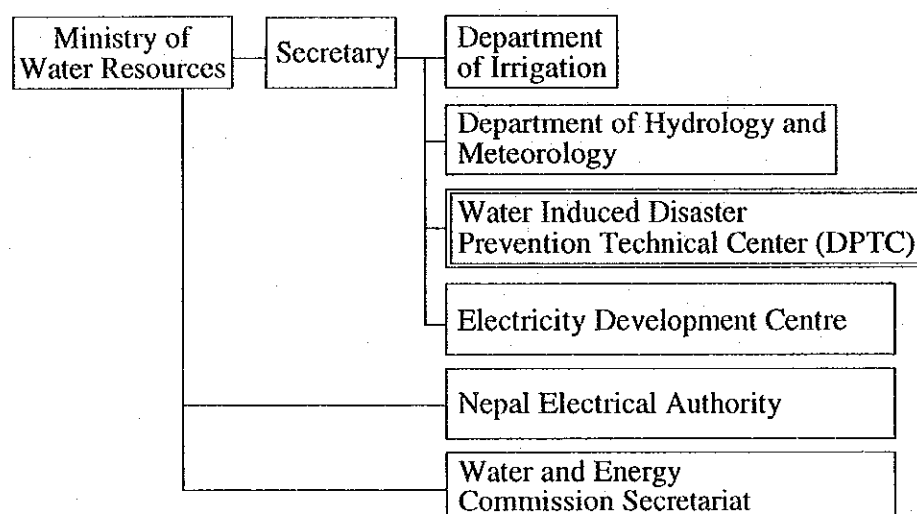 Ministry of
Water Resources
Secretary
Department
of Irrigation
Department of Hydrology and
Meteorology
Water Induced Disaster
Prevention Technical Center (DPTC)
Electricity Development Centre
Nepal Electrical Authority
Water and Energy
Commission Secretariat